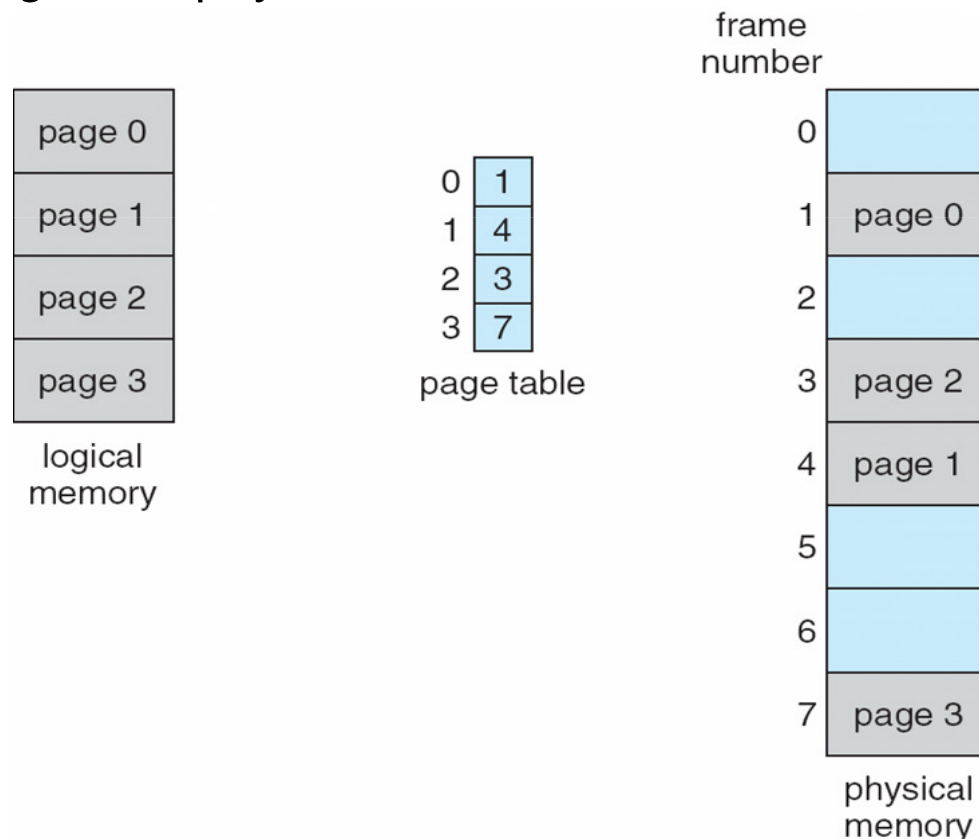 page 0
page 1
page 2
page 3
logical
memory
0 1
1 4
2 3
3 7
page table
frame
number
0
1 page 0
2
3 page 2
4 page 1
5
6
7 page 3
physical
memory